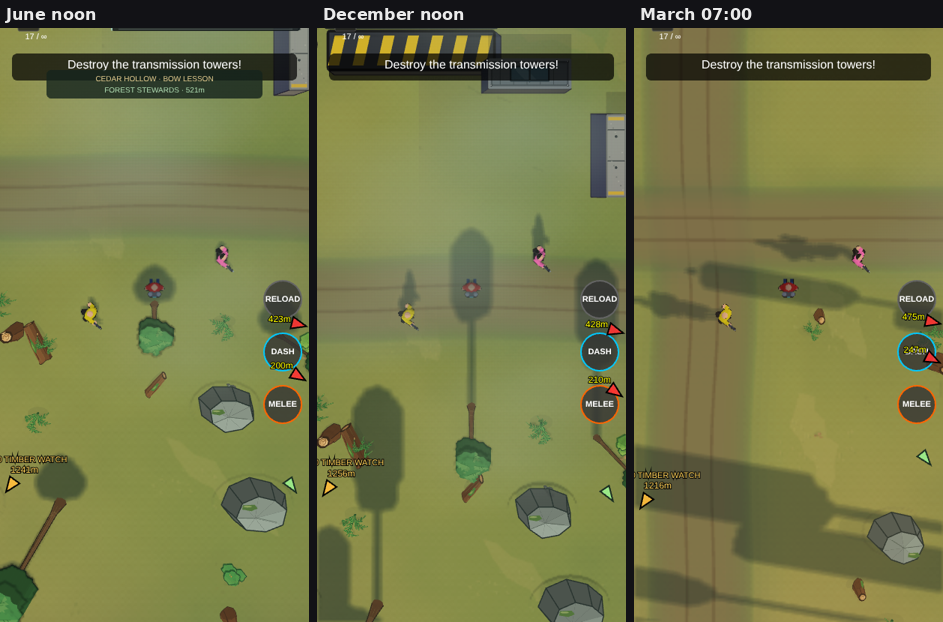 June noon
17 / ∞
Destroy the transmission towers!
CEDAR HOLLOW · BOW LESSON
FOREST STEWARDS · 521m
RELOAD
423m
DASH
200m
MELEE
TIMBER WATCH
1241m
December noon
17 / ∞
Destroy the transmission towers!
RELOAD
428m
DASH
210m
MELEE
TIMBER WATCH
1256m
March 07:00
17 / ∞
Destroy the transmission towers!
RELOAD
475m
MELEE
TIMBER WATCH
1216m